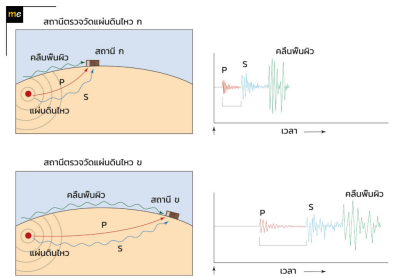 me
สถานีตรวจวัดแผ่นดินไหว ก
คลื่นพื้นผิว
สถานี ก
P
S
แผ่นดินไหว
คลื่นพื้นผิว
P
S
เวลา
สถานีตรวจวัดแผ่นดินไหว ข
คลื่นพื้นผิว
สถานี ข
P
S
แผ่นดินไหว
คลื่นพื้นผิว
P
S
เวลา